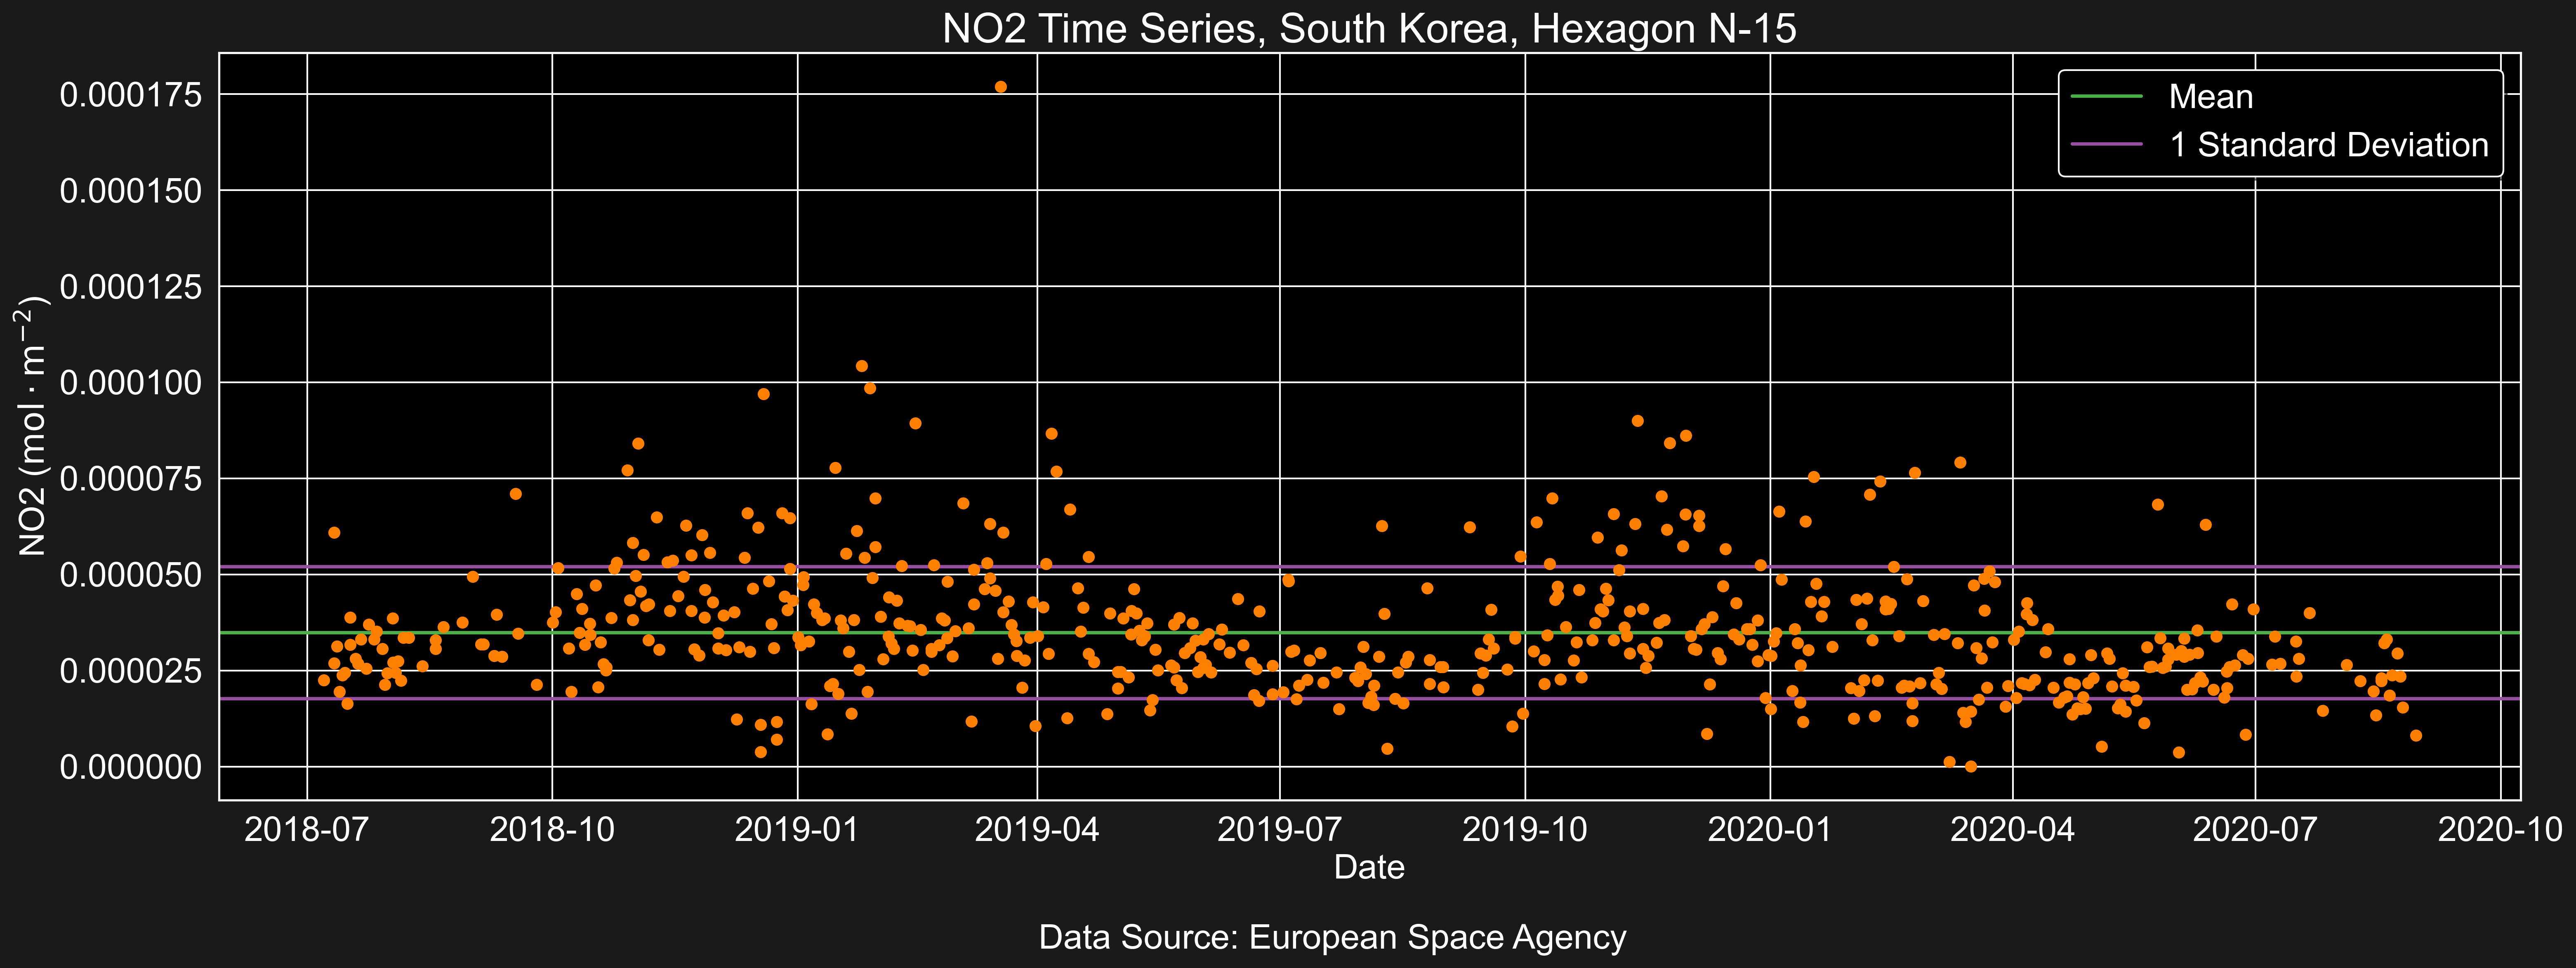 NO2 Time Series, South Korea, Hexagon N-15
Mean
1 Standard Deviation
NO2 (mol · m⁻²)
0.000175
0.000150
0.000125
0.000100
0.000075
0.000050
0.000025
0.000000
2018-07 2018-10 2019-01 2019-04 2019-07 2019-10 2020-01 2020-04 2020-07 2020-10
Date
Data Source: European Space Agency